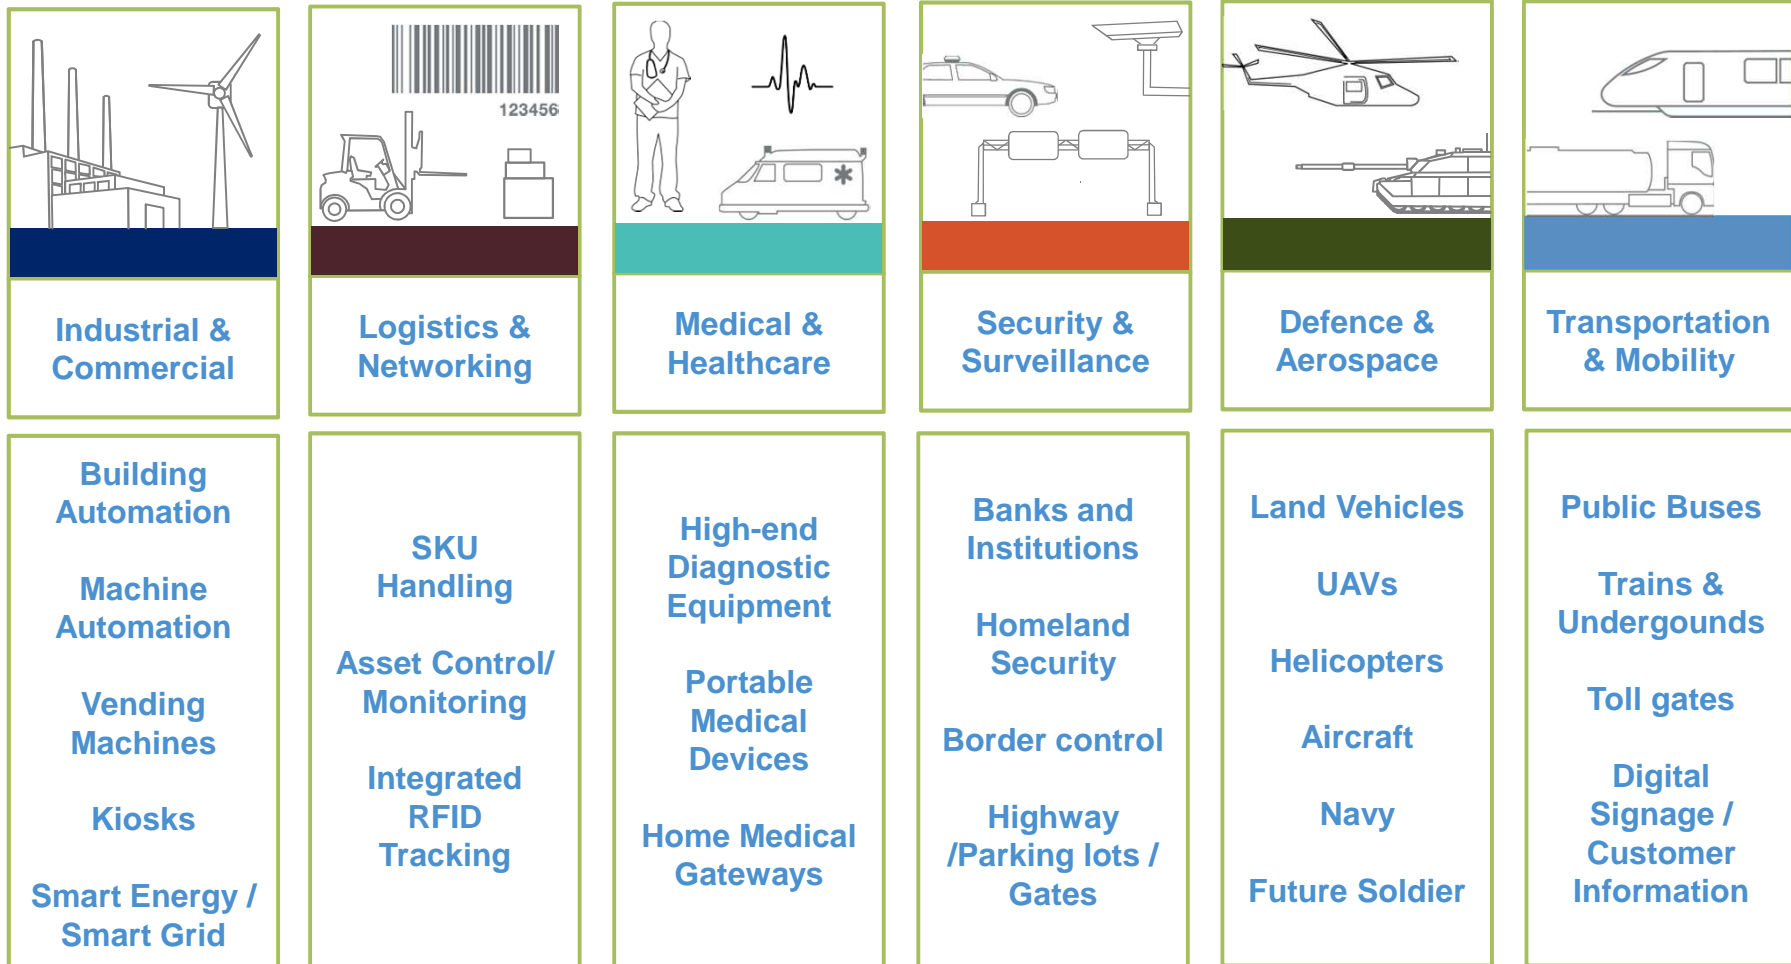 123456
Industrial &
Commercial
Logistics &
Networking
Medical &
Healthcare
Security &
Surveillance
Defence &
Aerospace
Transportation
& Mobility
Building
Automation
Machine
Automation
Vending
Machines
Kiosks
Smart Energy /
Smart Grid
SKU
Handling
Asset Control/
Monitoring
Integrated
RFID
Tracking
High-end
Diagnostic
Equipment
Portable
Medical
Devices
Home Medical
Gateways
Banks and
Institutions
Homeland
Security
Border control
Highway
/Parking lots /
Gates
Land Vehicles
UAVs
Helicopters
Aircraft
Navy
Future Soldier
Public Buses
Trains &
Undergounds
Toll gates
Digital
Signage /
Customer
Information